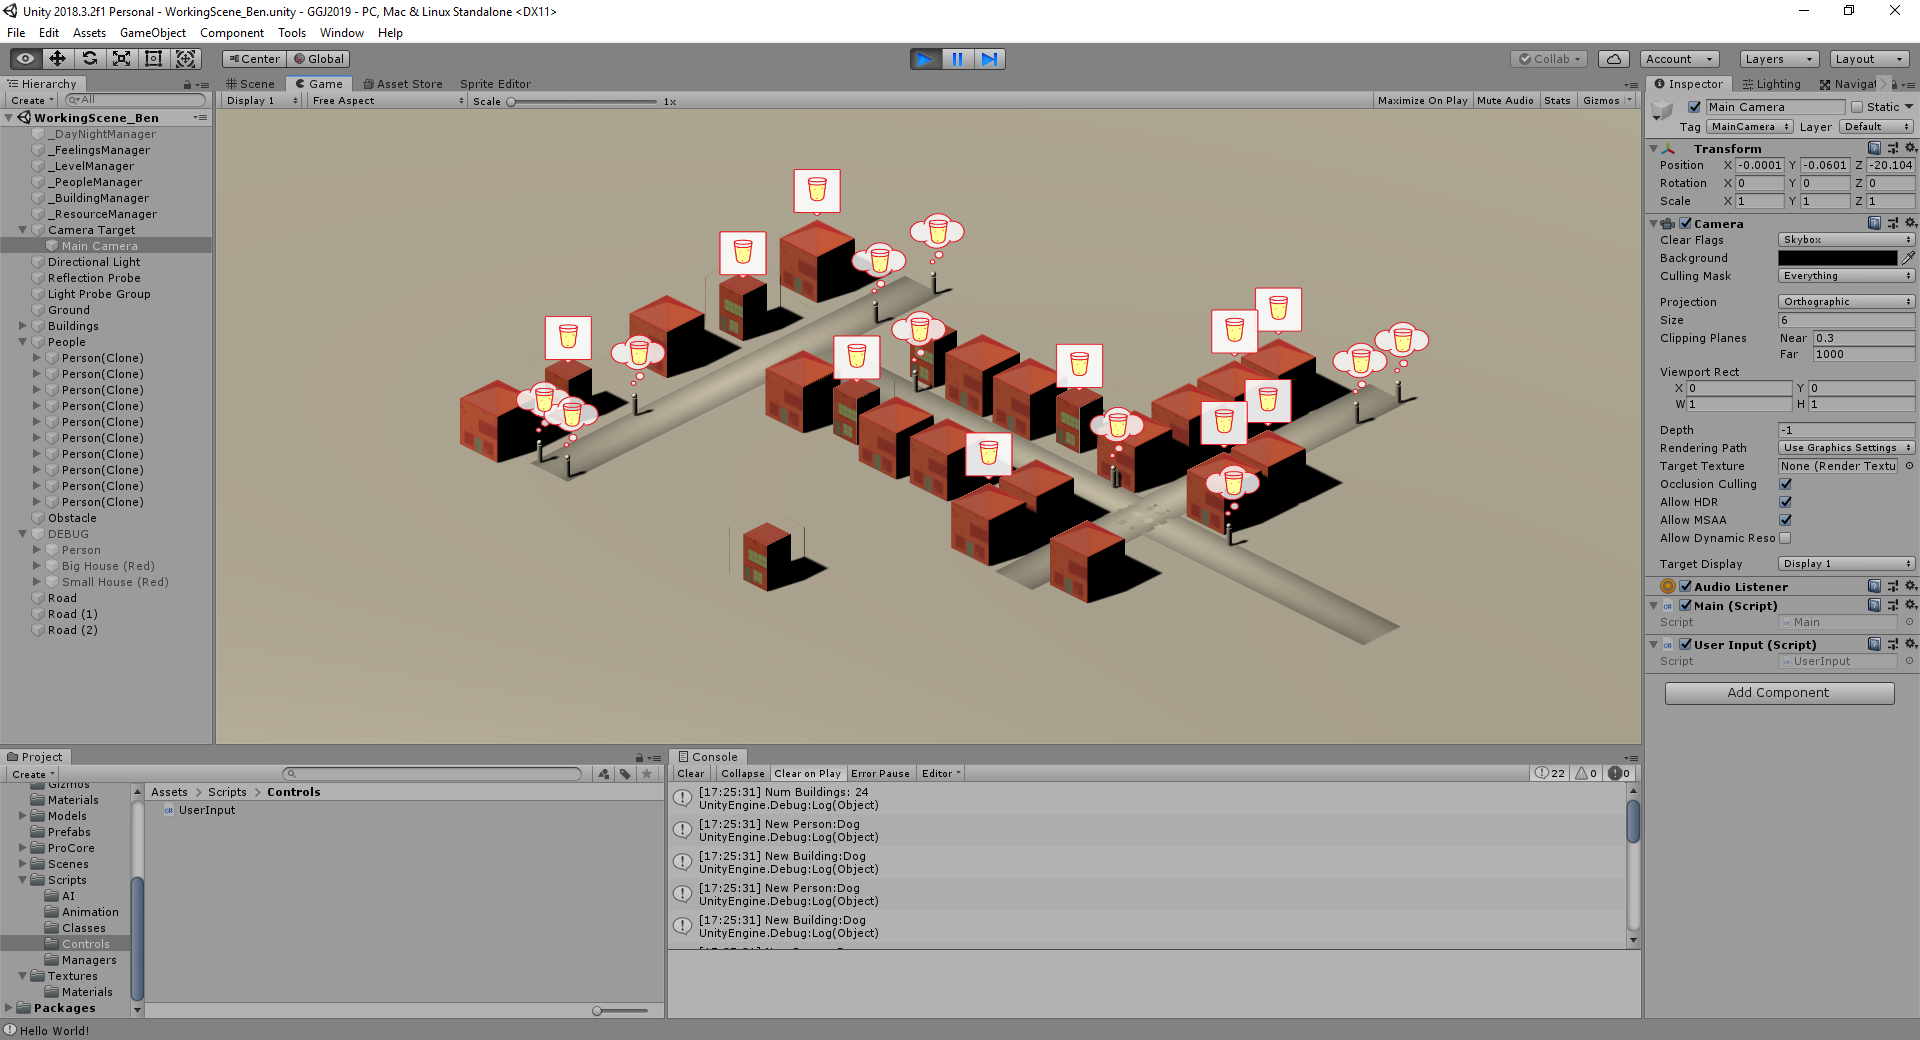 Unity 2018.3.2f1 Personal - WorkingScene_Ben.unity - GGJ2019 - PC, Mac & Linux Standalone <DX11>
File Edit Assets GameObject Component Tools Window Help
Center Global Collab Account Layers Layout
Hierarchy
Create All
WorkingScene_Ben
_DayNightManager
_FeelingsManager
_LevelManager
_PeopleManager
_BuildingManager
_ResourceManager
Camera Target
Main Camera
Directional Light
Reflection Probe
Light Probe Group
Ground
Buildings
People
Person(Clone)
Person(Clone)
Person(Clone)
Person(Clone)
Person(Clone)
Person(Clone)
Person(Clone)
Person(Clone)
Person(Clone)
Person(Clone)
Obstacle
DEBUG
Person
Big House (Red)
Small House (Red)
Road
Road (1)
Road (2)
Scene Game Asset Store Sprite Editor
Display 1 Free Aspect Scale 1x Maximize On Play Mute Audio Stats Gizmos
Inspector Lighting Navigat
Main Camera Static
Tag MainCamera Layer Default
Transform
Position X -0.0001 Y -0.0601 Z -20.104
Rotation X 0 Y 0 Z 0
Scale X 1 Y 1 Z 1
Camera
Clear Flags Skybox
Background
Culling Mask Everything
Projection Orthographic
Size 6
Clipping Planes Near 0.3
Far 1000
Viewport Rect
X 0 Y 0
W 1 H 1
Depth -1
Rendering Path Use Graphics Settings
Target Texture None (Render Textu
Occlusion Culling
Allow HDR
Allow MSAA
Allow Dynamic Reso
Target Display Display 1
Audio Listener
Main (Script)
Script Main
User Input (Script)
Script UserInput
Add Component
Project
Create
Gizmos
Materials
Models
Prefabs
ProCore
Scenes
Scripts
AI
Animation
Classes
Controls
Managers
Textures
Materials
Packages
Assets > Scripts > Controls
UserInput
Console
Clear Collapse Clear on Play Error Pause Editor 22 0 0
[17:25:31] Num Buildings: 24
UnityEngine.Debug:Log(Object)
[17:25:31] New Person:Dog
UnityEngine.Debug:Log(Object)
[17:25:31] New Building:Dog
UnityEngine.Debug:Log(Object)
[17:25:31] New Person:Dog
UnityEngine.Debug:Log(Object)
[17:25:31] New Building:Dog
UnityEngine.Debug:Log(Object)
Hello World!